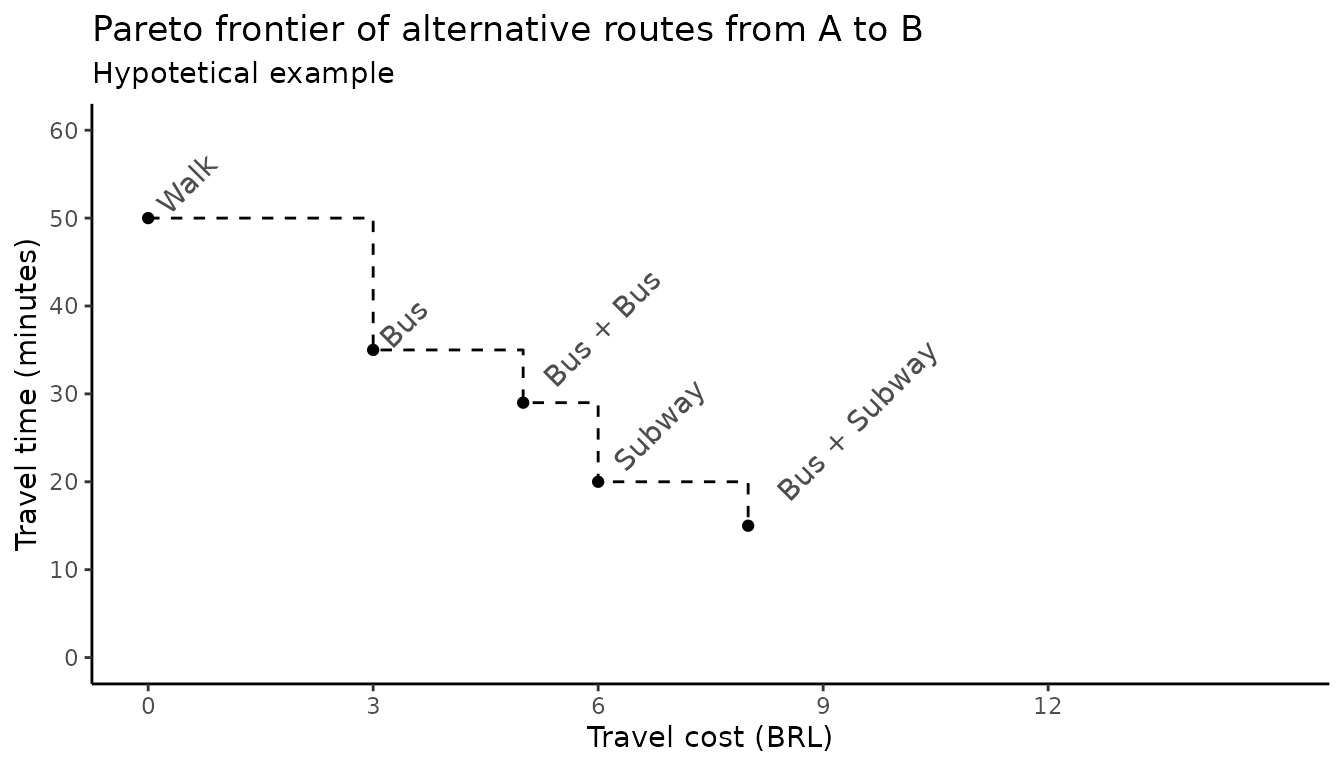 Pareto frontier of alternative routes from A to B
Hypotetical example
60
50
40
30
20
10
0
Travel time (minutes)
Walk
Bus
Bus + Bus
Subway
Bus + Subway
0
3
6
9
12
Travel cost (BRL)